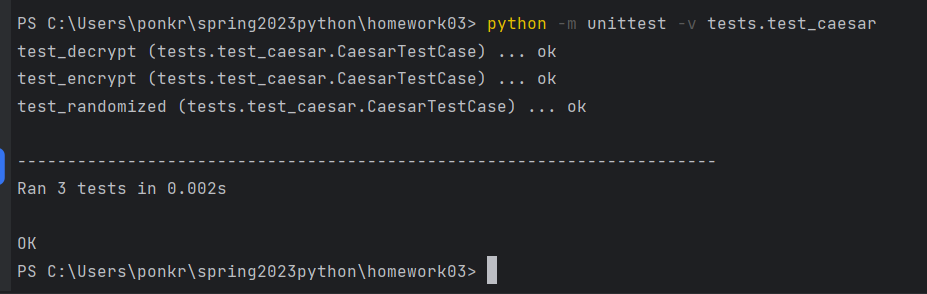 PS C:\Users\ponkr\spring2023python\homework03> python -m unittest -v tests.test_caesar
test_decrypt (tests.test_caesar.CaesarTestCase) ... ok
test_encrypt (tests.test_caesar.CaesarTestCase) ... ok
test_randomized (tests.test_caesar.CaesarTestCase) ... ok
----------------------------------------------------------------------
Ran 3 tests in 0.002s
OK
PS C:\Users\ponkr\spring2023python\homework03>